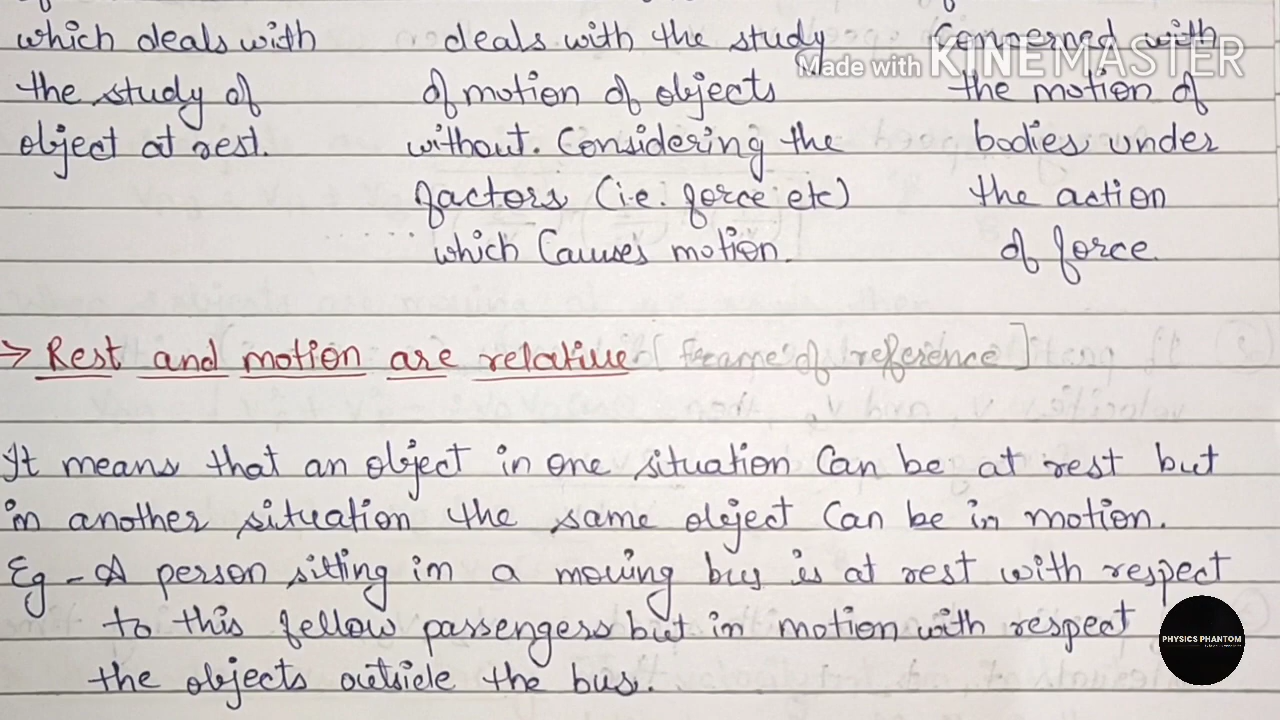 which deals with
the study of
object at rest.
deals with the study
of motion of objects
without. Considering the
factors (i.e. force etc)
which Causes motion.
Concerned with
the motion of
bodies under
the action
of force
Made with KINEMASTER
→ Rest and motion are relative [Frame of reference]
It means that an object in one situation Can be at rest but
in another situation the same object Can be in motion.
Eg - A person sitting in a moving bus is at rest with respect
to this fellow passengers but in motion with respect
the objects outside the bus.
PHYSICS PHANTOM